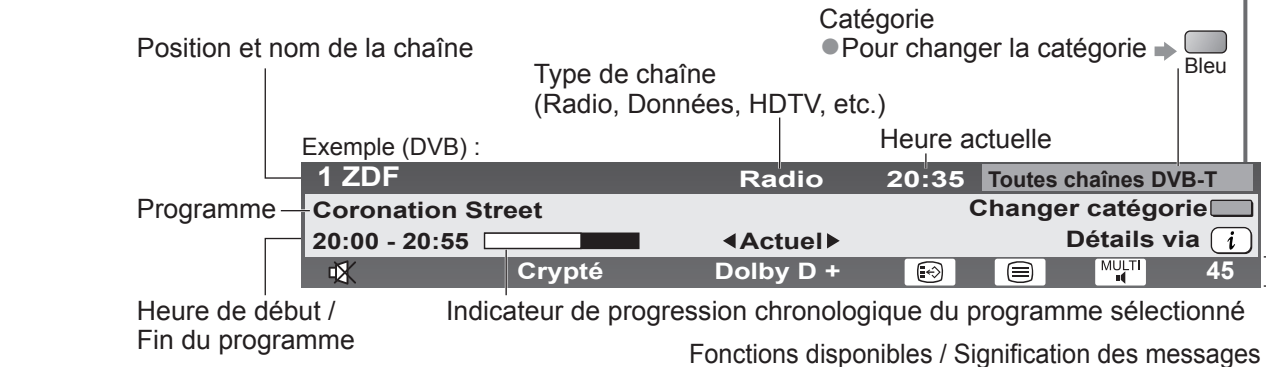 Catégorie
●Pour changer la catégorie
Bleu
Position et nom de la chaîne
Type de chaîne
(Radio, Données, HDTV, etc.)
Heure actuelle
Exemple (DVB) :
1 ZDF Radio 20:35 Toutes chaînes DVB-T
Programme Coronation Street Changer catégorie
20:00 - 20:55 ◀Actuel▶ Détails via i
Crypté Dolby D + MULTI 45
Heure de début /
Fin du programme
Indicateur de progression chronologique du programme sélectionné
Fonctions disponibles / Signification des messages